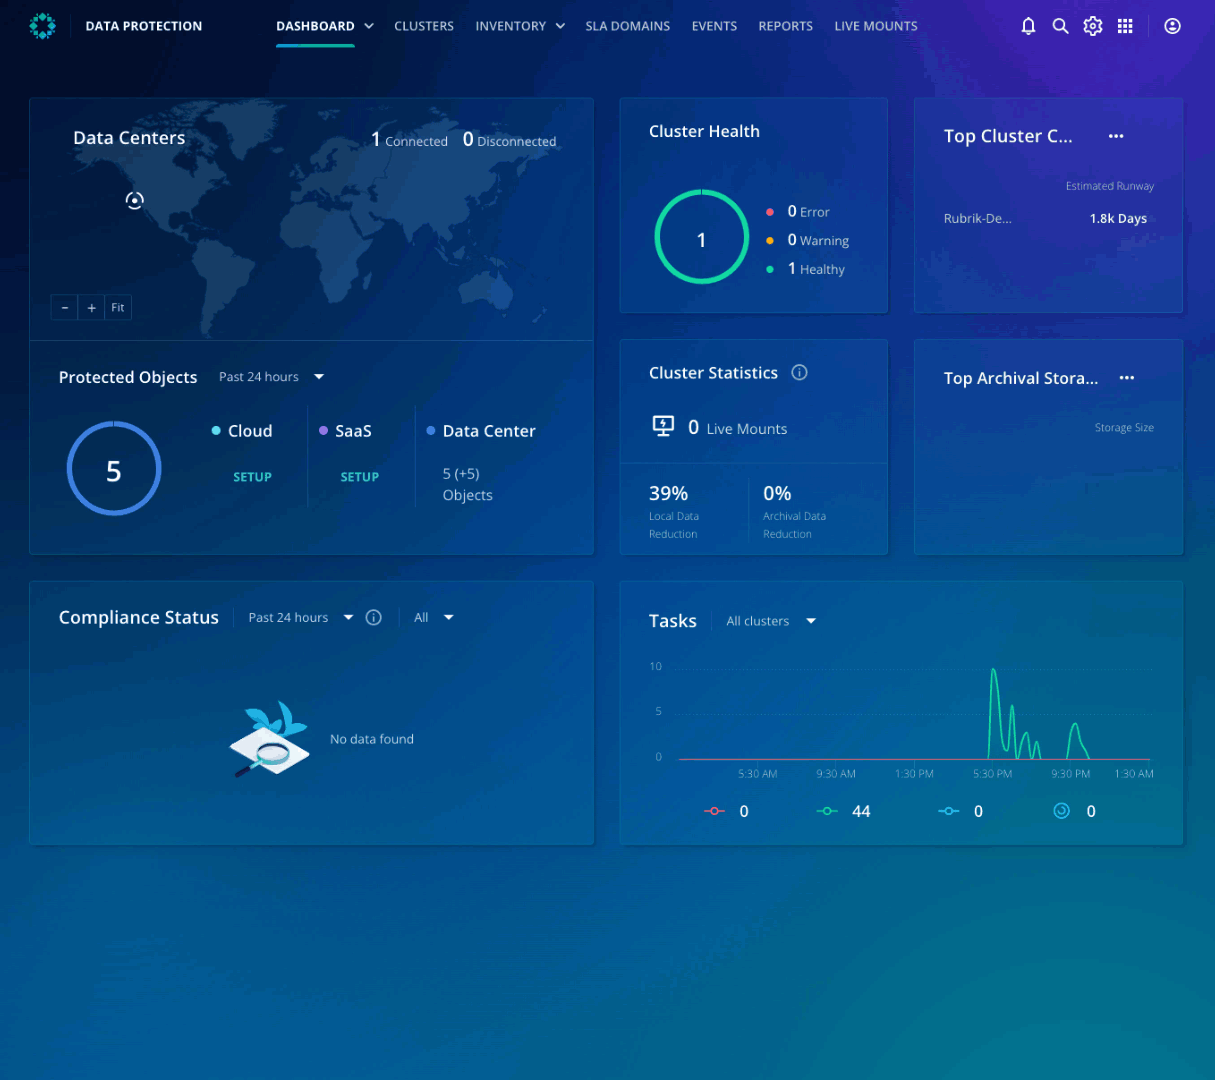 DATA PROTECTION
DASHBOARD
CLUSTERS
INVENTORY
SLA DOMAINS
EVENTS
REPORTS
LIVE MOUNTS
Data Centers
1 Connected
0 Disconnected
-
+
Fit
Cluster Health
1
0 Error
0 Warning
1 Healthy
Top Cluster C...
Estimated Runway
Rubrik-De...
1.8k Days
Protected Objects
Past 24 hours
5
Cloud
SETUP
SaaS
SETUP
Data Center
5 (+5)
Objects
Cluster Statistics
0 Live Mounts
39%
Local Data
Reduction
0%
Archival Data
Reduction
Top Archival Stora...
Storage Size
Compliance Status
Past 24 hours
All
No data found
Tasks
All clusters
10
5
0
5:30 AM
9:30 AM
1:30 PM
5:30 PM
9:30 PM
1:30 AM
0
44
0
0